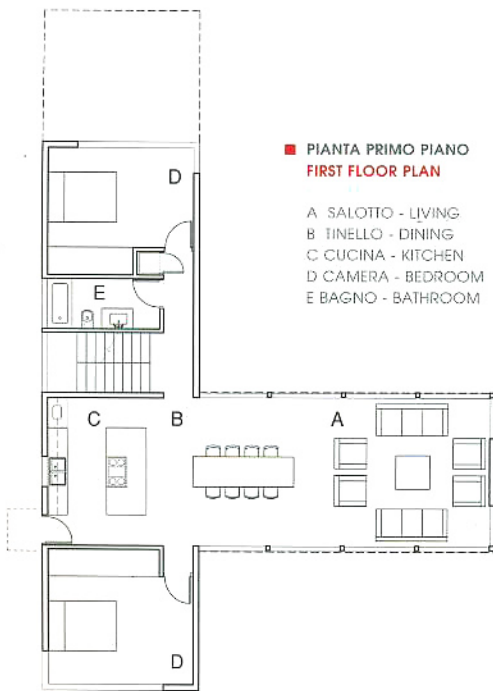 PIANTA PRIMO PIANO
FIRST FLOOR PLAN
A SALOTTO - LIVING
B TINELLO - DINING
C CUCINA - KITCHEN
D CAMERA - BEDROOM
E BAGNO - BATHROOM
D
E
C
B
A
D